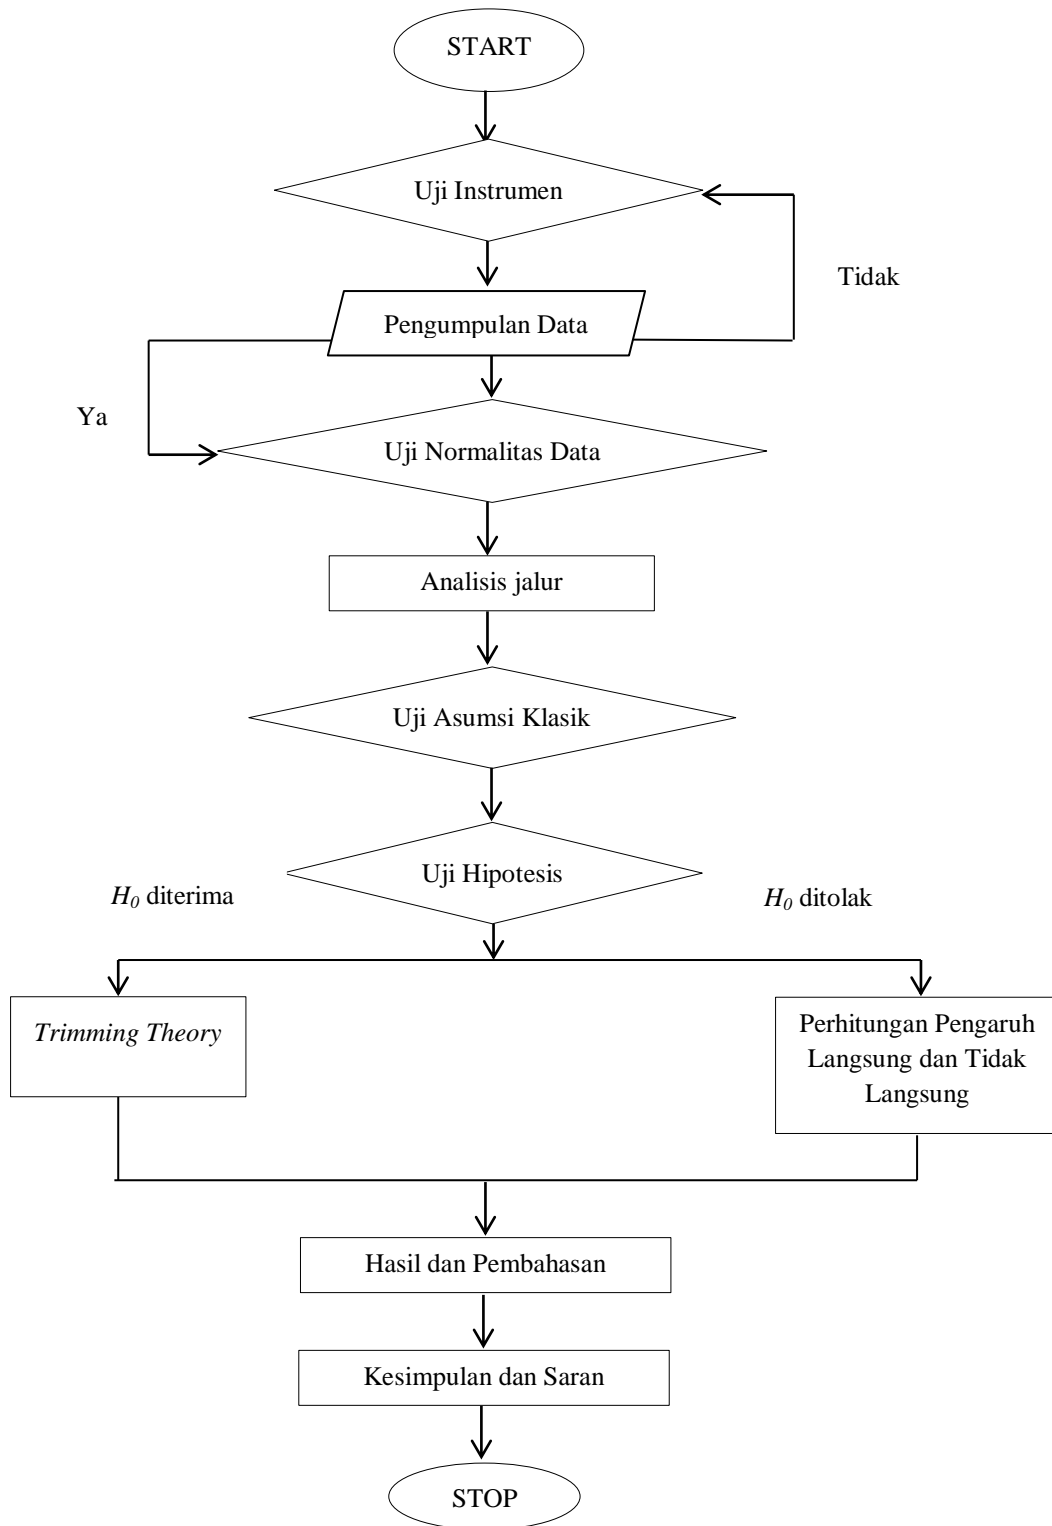 START
Uji Instrumen
Tidak
Pengumpulan Data
Ya
Uji Normalitas Data
Analisis jalur
Uji Asumsi Klasik
Uji Hipotesis
H0 diterima
H0 ditolak
Trimming Theory
Perhitungan Pengaruh
Langsung dan Tidak
Langsung
Hasil dan Pembahasan
Kesimpulan dan Saran
STOP